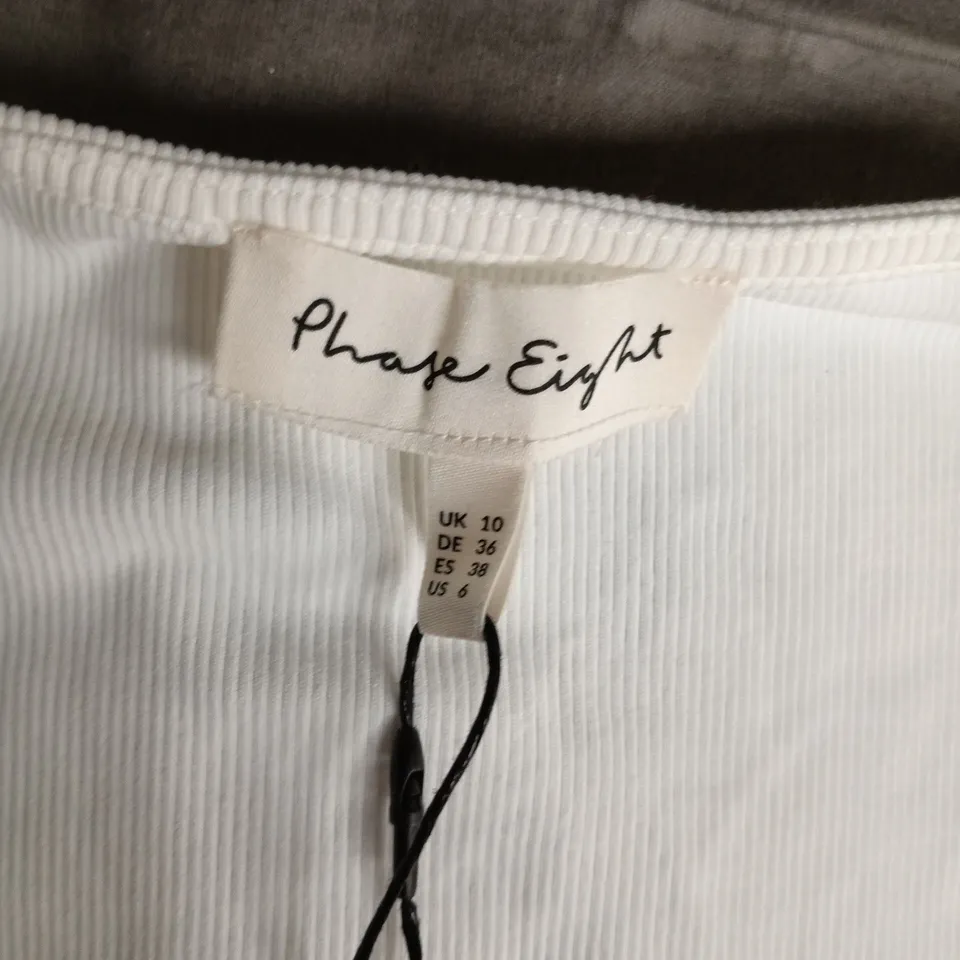 Phase Eight
UK 10
DE 36
ES 38
US 6